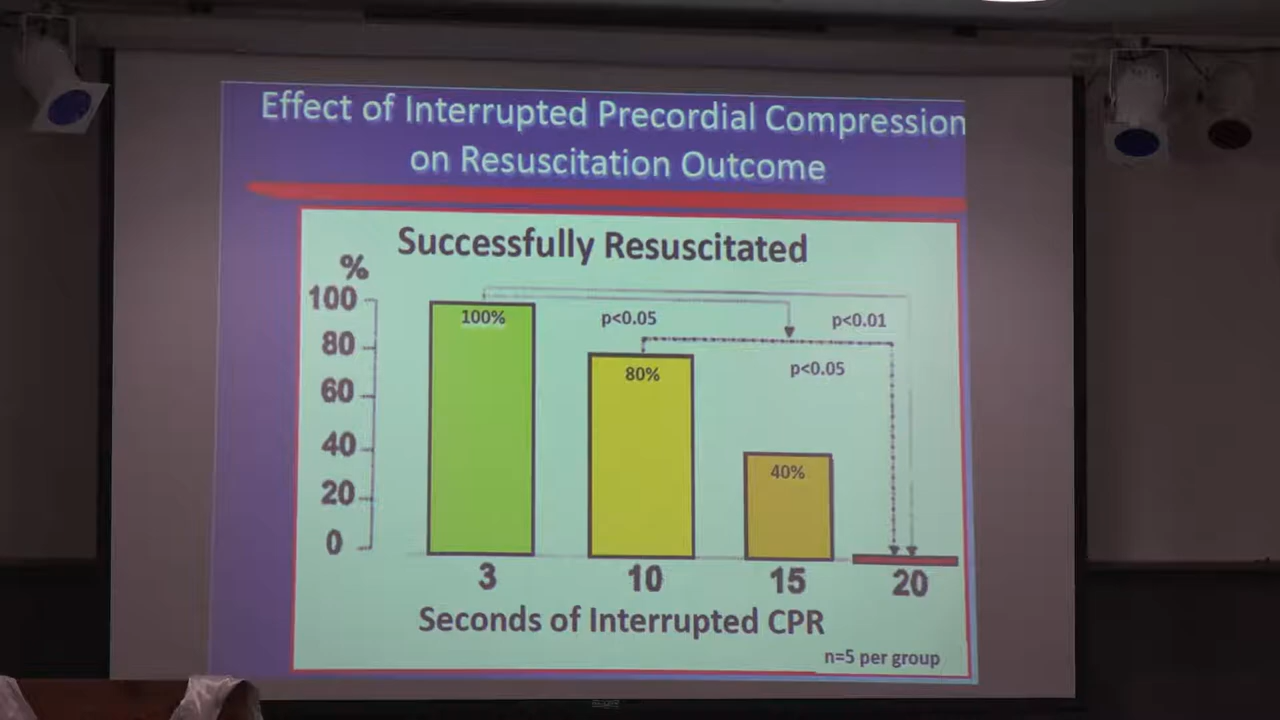 Effect of Interrupted Precordial Compression
on Resuscitation Outcome
Successfully Resuscitated
%
100
80
60
40
20
0
100%
p<0.05
p<0.01
80%
p<0.05
40%
3 10 15 20
Seconds of Interrupted CPR
n=5 per group